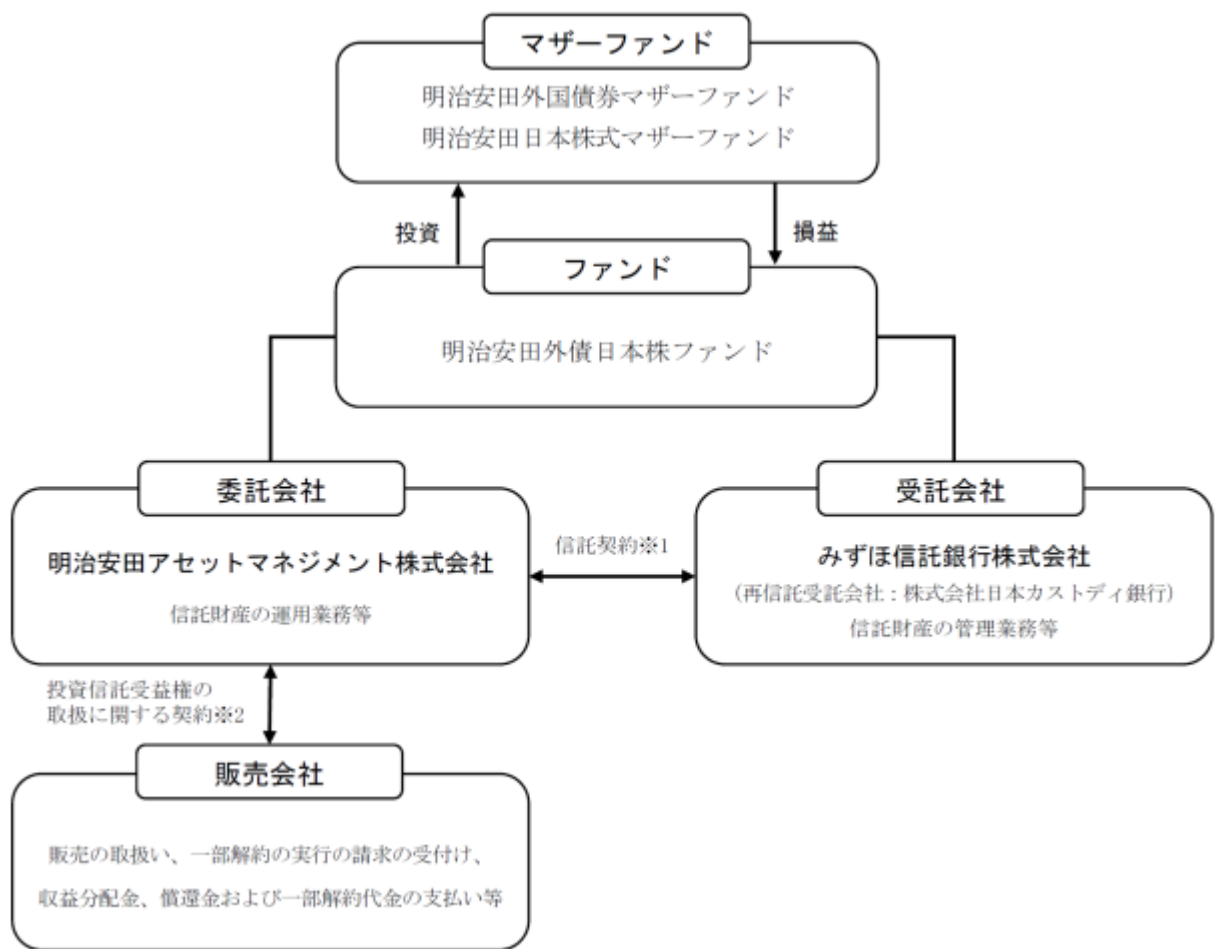 マザーファンド
明治安田外国債券マザーファンド
明治安田日本株式マザーファンド
投資
損益
ファンド
明治安田外債日本株ファンド
委託会社
明治安田アセットマネジメント株式会社
信託財産の運用業務等
信託契約※1
受託会社
みずほ信託銀行株式会社
(再信託受託会社:株式会社日本カストディ銀行)
信託財産の管理業務等
投資信託受益権の
取扱に関する契約※2
販売会社
販売の取扱い、一部解約の実行の請求の受付け、
収益分配金、償還金および一部解約代金の支払い等